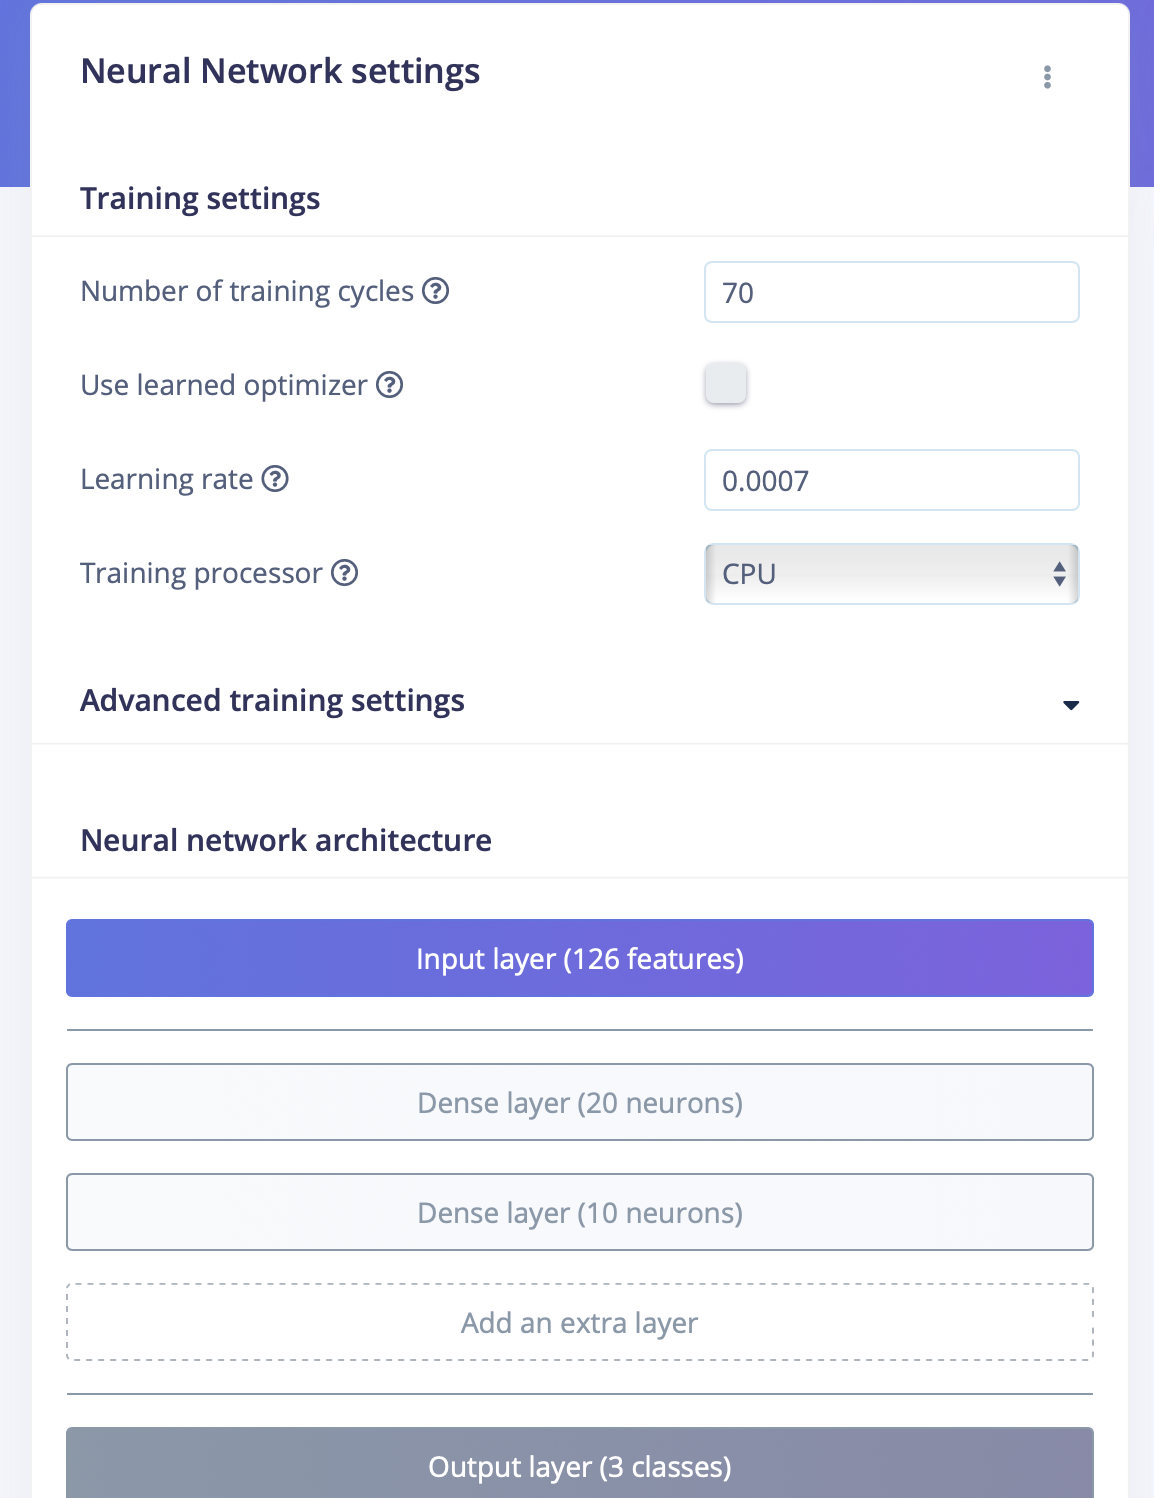 Neural Network settings
Training settings
Number of training cycles
70
Use learned optimizer
Learning rate
0.0007
Training processor
CPU
Advanced training settings
Neural network architecture
Input layer (126 features)
Dense layer (20 neurons)
Dense layer (10 neurons)
Add an extra layer
Output layer (3 classes)